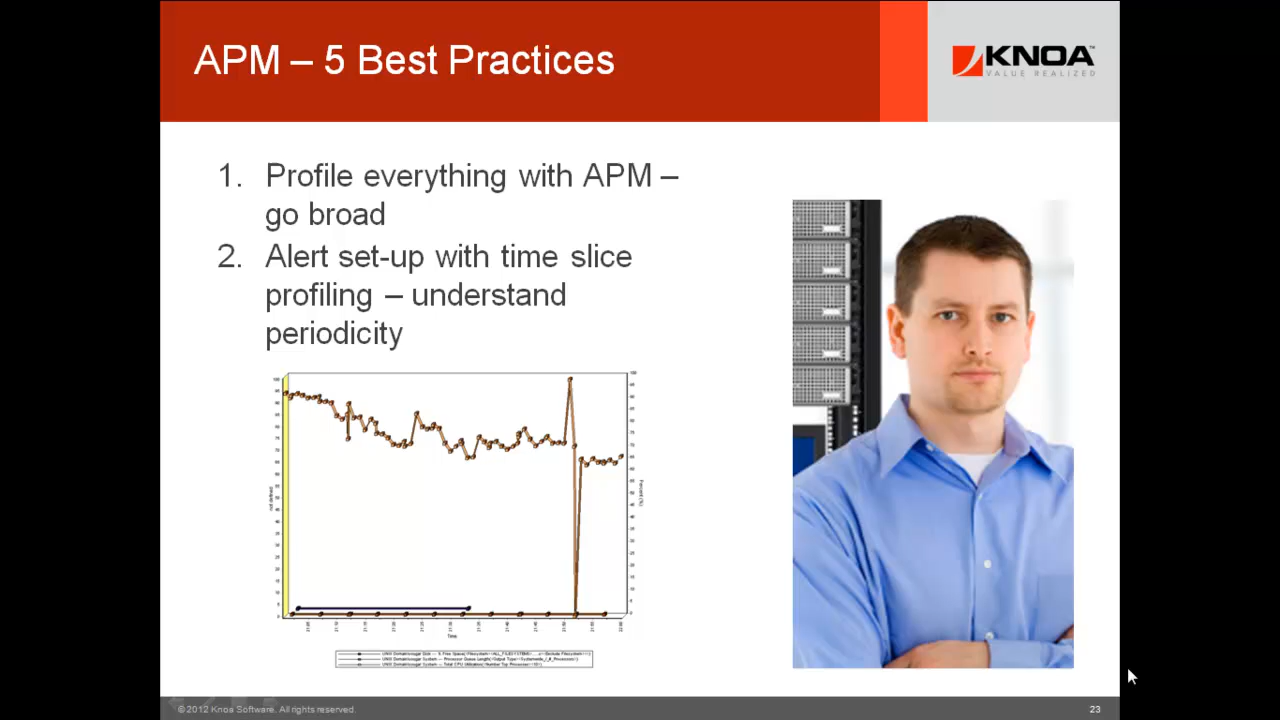 APM – 5 Best Practices
KNOA
VALUE REALIZED
1. Profile everything with APM –
go broad
2. Alert set-up with time slice
profiling – understand
periodicity
Time
© 2012 Knoa Software. All rights reserved.
23